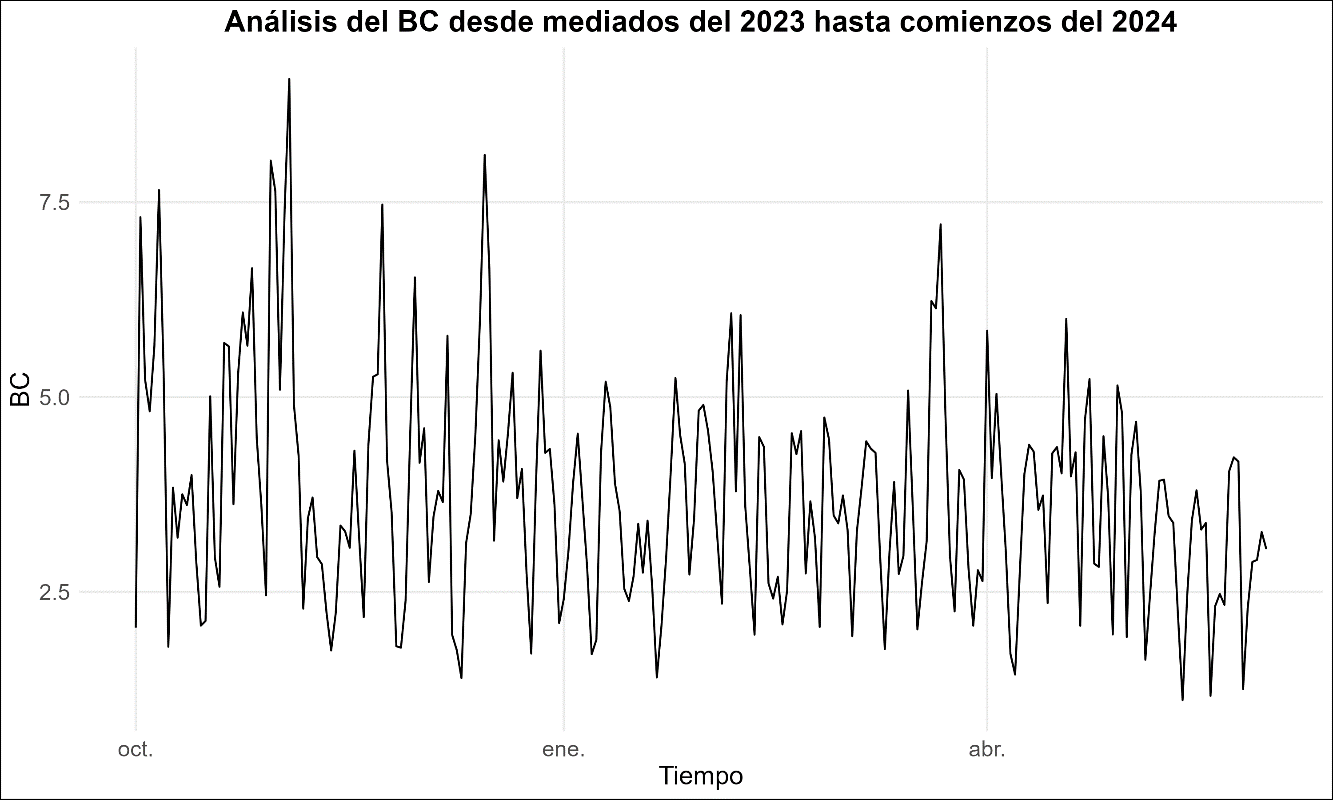 Análisis del BC desde mediados del 2023 hasta comienzos del 2024
7.5
5.0
2.5
BC
oct.
ene.
abr.
Tiempo